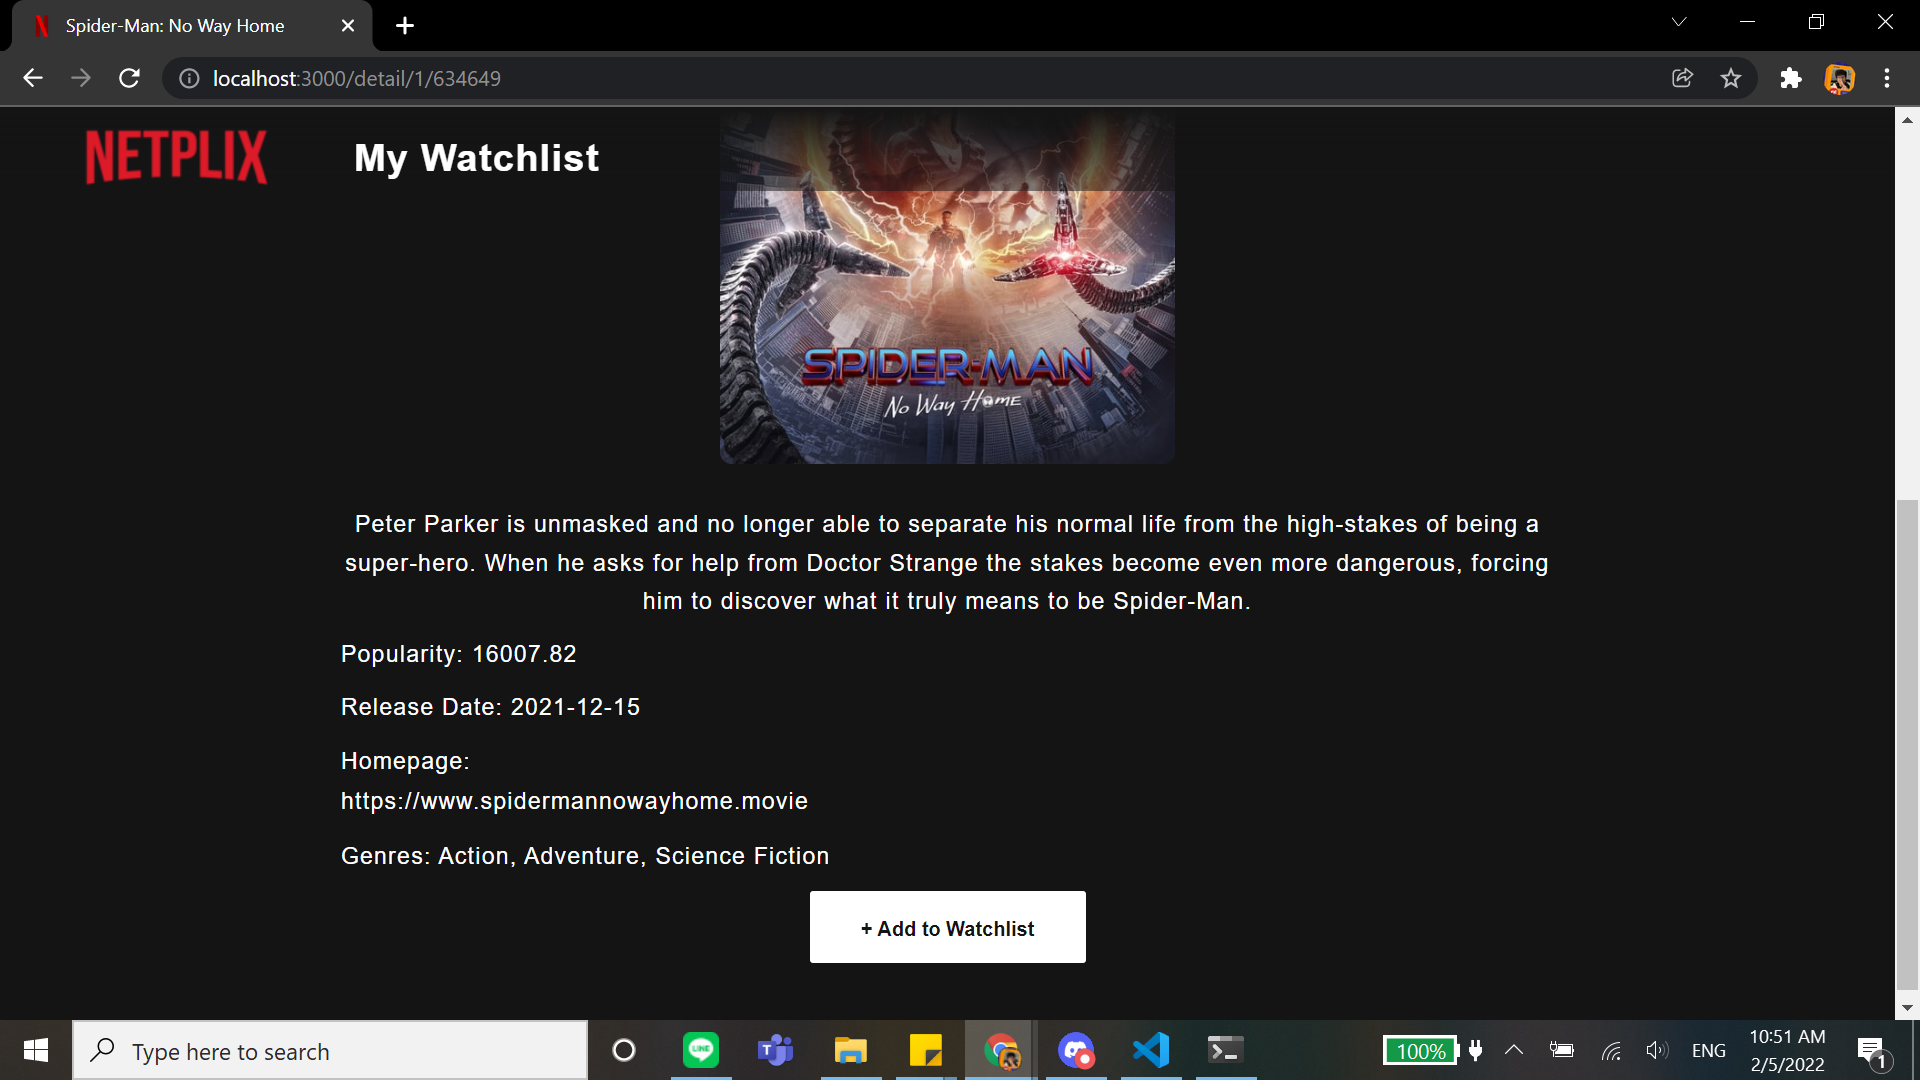 Spider-Man: No Way Home
localhost:3000/detail/1/634649
NETPLIX
My Watchlist
SPIDER-MAN
No Way Home
Peter Parker is unmasked and no longer able to separate his normal life from the high-stakes of being a
super-hero. When he asks for help from Doctor Strange the stakes become even more dangerous, forcing
him to discover what it truly means to be Spider-Man.
Popularity: 16007.82
Release Date: 2021-12-15
Homepage:
https://www.spidermannowayhome.movie
Genres: Action, Adventure, Science Fiction
+ Add to Watchlist
Type here to search
LINE
T
100%
ENG
10:51 AM
2/5/2022
1